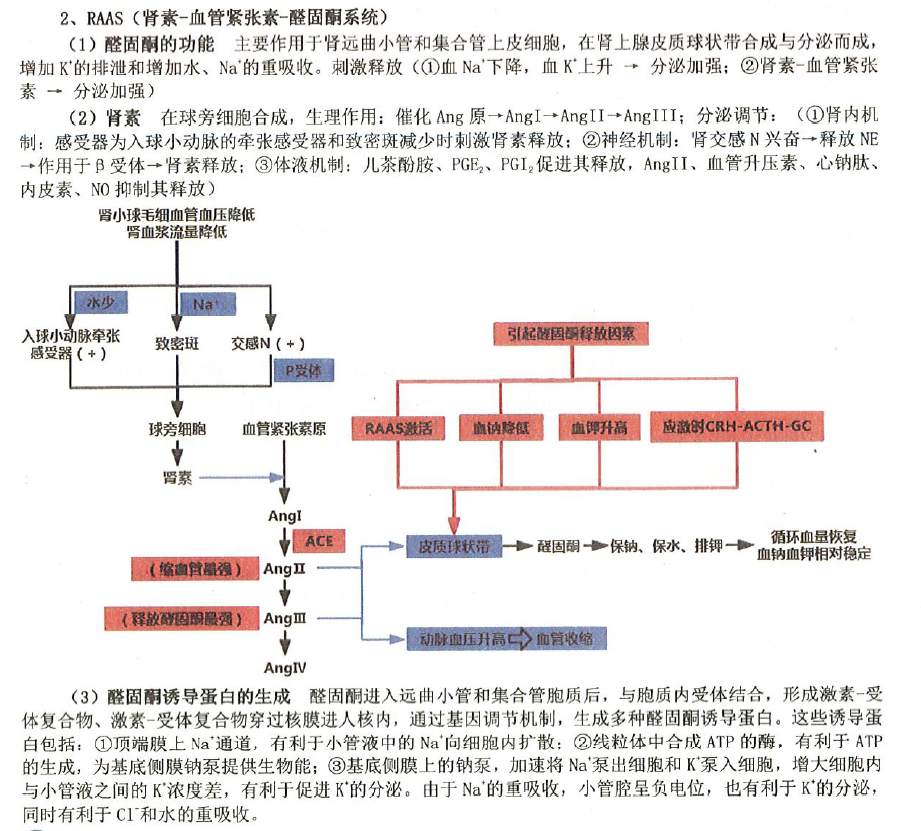 2、RAAS（肾素-血管紧张素-醛固酮系统）
（1）醛固酮的功能 主要作用于肾远曲小管和集合管上皮细胞，在肾上腺皮质球状带合成与分泌而成，
增加K⁺的排泄和增加水、Na⁺的重吸收。刺激释放（①血Na⁺下降，血K⁺上升 → 分泌加强；②肾素-血管紧张
素 → 分泌加强）
（2）肾素 在球旁细胞合成，生理作用：催化Ang原→AngI→AngII→AngIII；分泌调节：（①肾内机
制：感受器为入球小动脉的牵张感受器和致密斑减少时刺激肾素释放；②神经机制：肾交感N兴奋→释放NE
→作用于β受体→肾素释放；③体液机制：儿茶酚胺、PGE₂、PGI₂促进其释放，AngII、血管升压素、心钠肽、
内皮素、NO抑制其释放）
肾小球毛细血管血压降低
肾血浆流量降低
水少
Na⁺
入球小动脉牵张
感受器（+）
致密斑
交感N（+）
P受体
引起醛固酮释放因素
球旁细胞
血管紧张素原
RAAS激活
血钠降低
血钾升高
应激时CRH-ACTH-GC
肾素
AngⅠ
ACE
皮质球状带
醛固酮
保钠、保水、排钾
循环血量恢复
血钠血钾相对稳定
（缩血管最强）
AngⅡ
（释放醛固酮最强）
AngⅢ
动脉血压升高
血管收缩
AngⅣ
（3）醛固酮诱导蛋白的生成 醛固酮进入远曲小管和集合管胞质后，与胞质内受体结合，形成激素-受
体复合物、激素-受体复合物穿过核膜进人核内，通过基因调节机制，生成多种醛固酮诱导蛋白。这些诱导蛋
白包括：①顶端膜上Na⁺通道，有利于小管液中的Na⁺向细胞内扩散；②线粒体中合成ATP的酶，有利于ATP
的生成，为基底侧膜钠泵提供生物能；③基底侧膜上的钠泵，加速将Na⁺泵出细胞和K⁺泵入细胞，增大细胞内
与小管液之间的K⁺浓度差，有利于促进K⁺的分泌。由于Na⁺的重吸收，小管腔呈负电位，也有利于K⁺的分泌，
同时有利于Cl⁻和水的重吸收。